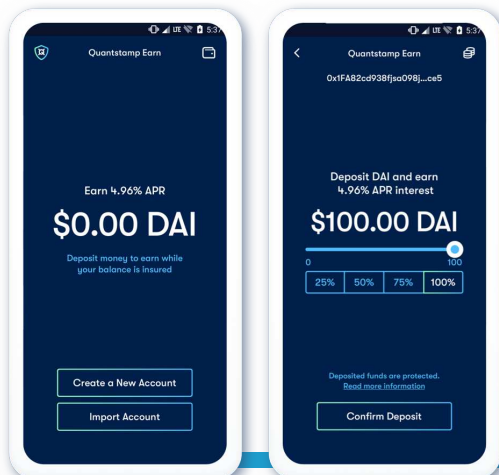 LTE 5:37
Quantstamp Earn
Earn 4.96% APR
$0.00 DAI
Deposit money to earn while
your balance is insured
Create a New Account
Import Account
LTE 5:37
Quantstamp Earn
0x1FA82cd938fjsa098j...ce5
Deposit DAI and earn
4.96% APR interest
$100.00 DAI
0 100
25% 50% 75% 100%
Deposited funds are protected.
Read more information
Confirm Deposit